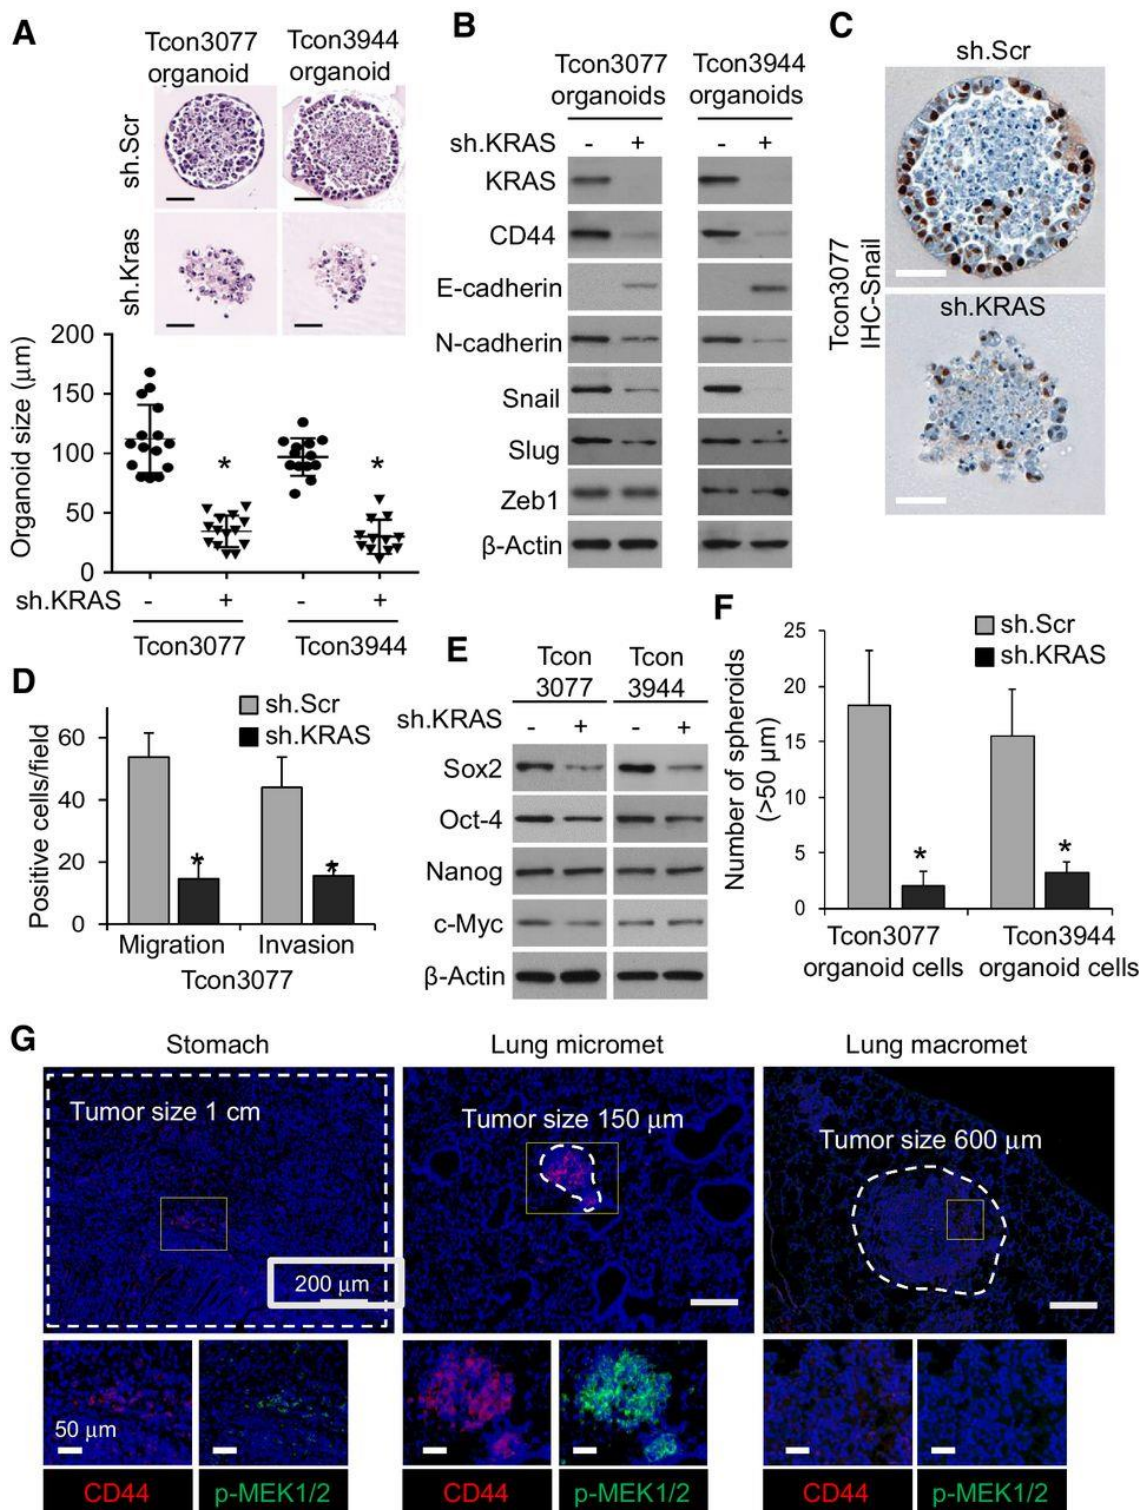 A
Tcon3077 Tcon3944
organoid organoid
sh.Scr
sh.Kras
Organoid size (μm)
200
150
100
50
0
* *
sh.KRAS - + - +
Tcon3077 Tcon3944
B
Tcon3077 Tcon3944
organoids organoids
sh.KRAS - + - +
KRAS
CD44
E-cadherin
N-cadherin
Snail
Slug
Zeb1
β-Actin
C
sh.Scr
Tcon3077
IHC-Snail
sh.KRAS
D
sh.Scr
sh.KRAS
Positive cells/field
60
40
20
0
* *
Migration Invasion
Tcon3077
E
Tcon Tcon
3077 3944
sh.KRAS - + - +
Sox2
Oct-4
Nanog
c-Myc
β-Actin
F
sh.Scr
sh.KRAS
Number of spheroids
(>50 μm)
25
20
15
10
5
0
* *
Tcon3077 Tcon3944
organoid cells organoid cells
G
Stomach Lung micromet Lung macromet
Tumor size 1 cm
Tumor size 150 μm
Tumor size 600 μm
200 μm
50 μm
CD44 p-MEK1/2 CD44 p-MEK1/2 CD44 p-MEK1/2